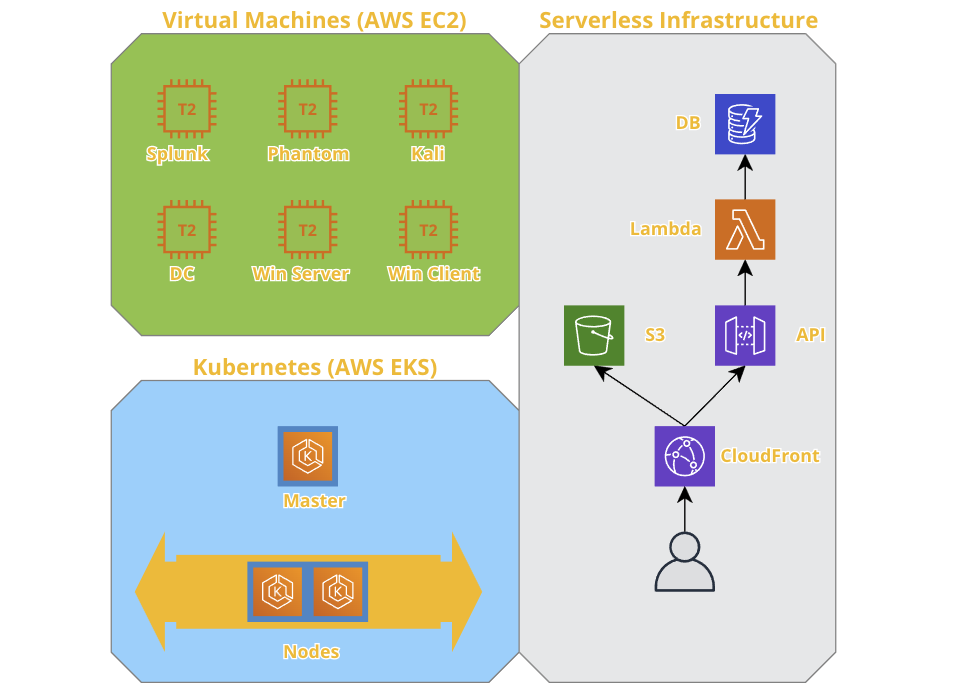 Virtual Machines (AWS EC2)
T2
T2
T2
Splunk
Phantom
Kali
T2
T2
T2
DC
Win Server
Win Client
Kubernetes (AWS EKS)
K
Master
K
K
Nodes
Serverless Infrastructure
DB
Lambda
S3
</>
API
CloudFront